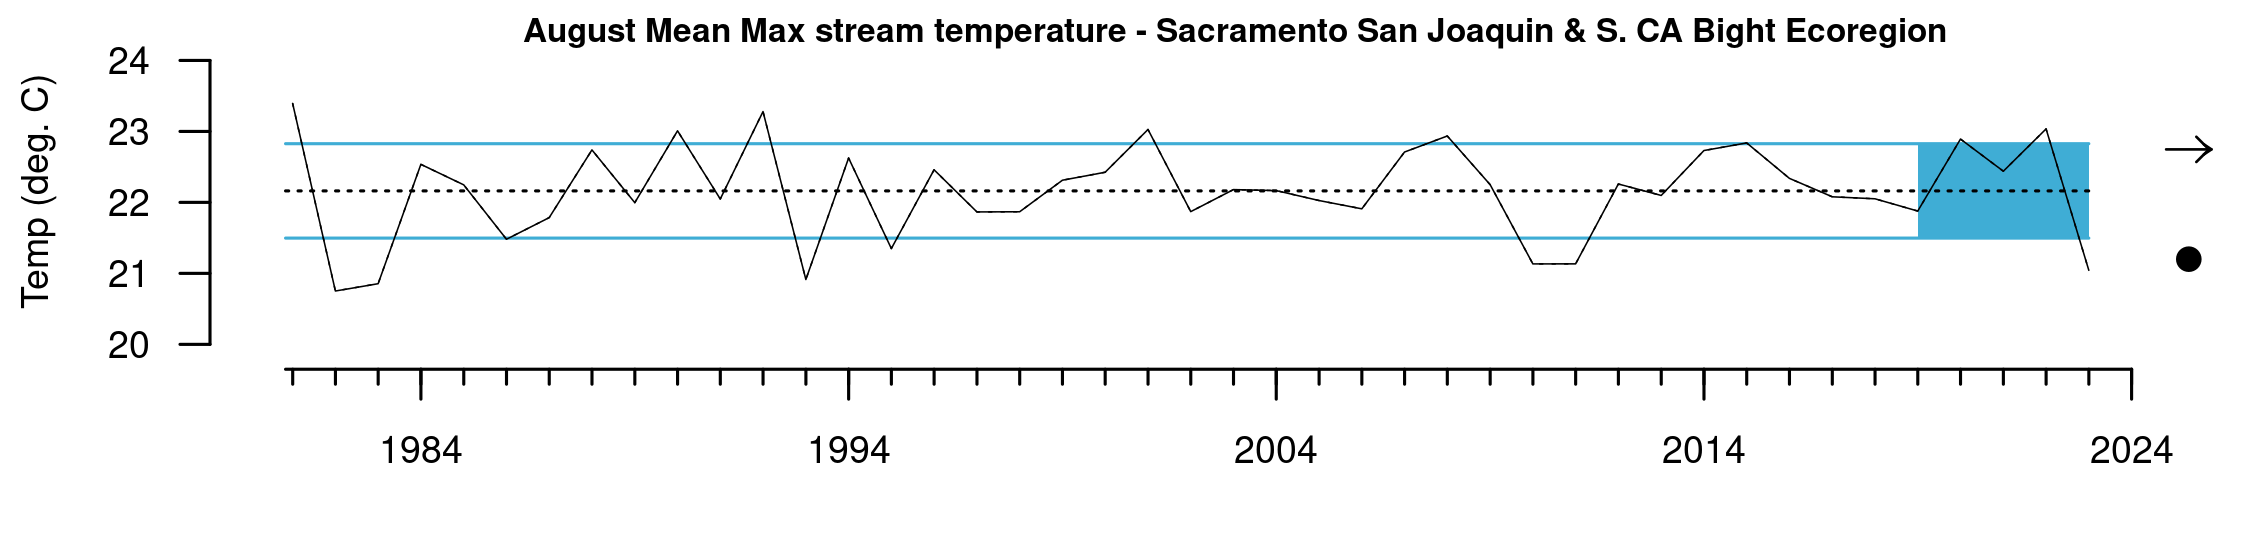 August Mean Max stream temperature - Sacramento San Joaquin & S. CA Bight Ecoregion
Temp (deg. C)
24
23
22
21
20
1984 1994 2004 2014 2024